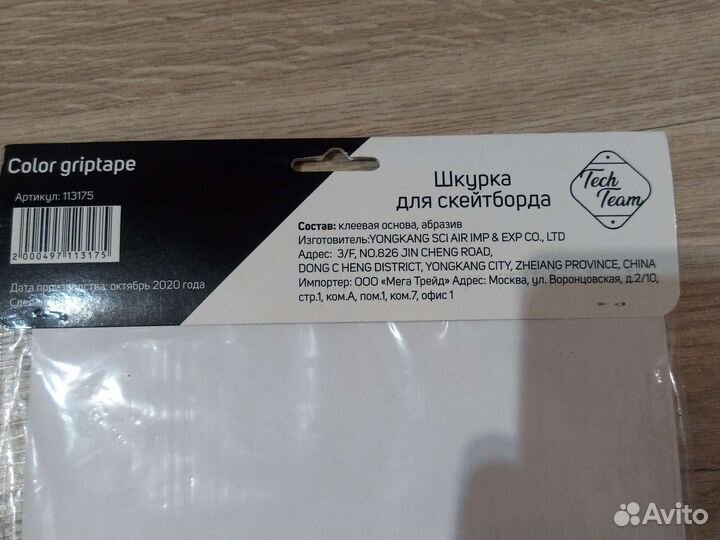 Color griptape
Артикул: 113175
2 000497 113175
Дата производства: октябрь 2020 года
Шкурка
для скейтборда
Tech
Team
Состав: клеевая основа, абразив
Изготовитель:YONGKANG SCI AIR IMP & EXP CO., LTD
Адрес: 3/F, NO.826 JIN CHENG ROAD,
DONG C HENG DISTRICT, YONGKANG CITY, ZHEIANG PROVINCE, CHINA
Импортер: ООО «Мега Трейд» Адрес: Москва, ул. Воронцовская, д.2/10,
стр.1, ком.А, пом.1, ком.7, офис 1
Avito